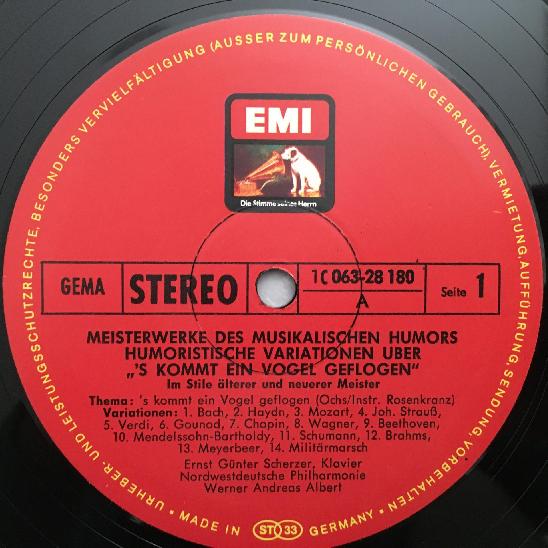 URHEBER- UND LEISTUNGSSCHUTZRECHTE, BESONDERS VERVIELFÄLTIGUNG (AUSSER ZUM PERSÖNLICHEN GEBRAUCH), VERMIETUNG, AUFFÜHRUNG, SENDUNG, VORBEHALTEN •
EMI
Die Stimme seines Herrn
GEMA
STEREO
1C 063-28 180
A
Seite 1
MEISTERWERKE DES MUSIKALISCHEN HUMORS
HUMORISTISCHE VARIATIONEN UBER
„'S KOMMT EIN VOGEL GEFLOGEN“
Im Stile älterer und neuerer Meister
Thema: 's kommt ein Vogel geflogen (Ochs/Instr. Rosenkranz)
Variationen: 1. Bach, 2. Haydn, 3. Mozart, 4. Joh. Strauß,
5. Verdi, 6. Gounod, 7. Chopin, 8. Wagner, 9. Beethoven,
10. Mendelssohn-Bartholdy, 11. Schumann, 12. Brahms,
13. Meyerbeer, 14. Militärmarsch
Ernst Günter Scherzer, Klavier
Nordwestdeutsche Philharmonie
Werner Andreas Albert
• MADE IN GERMANY •
ST 33